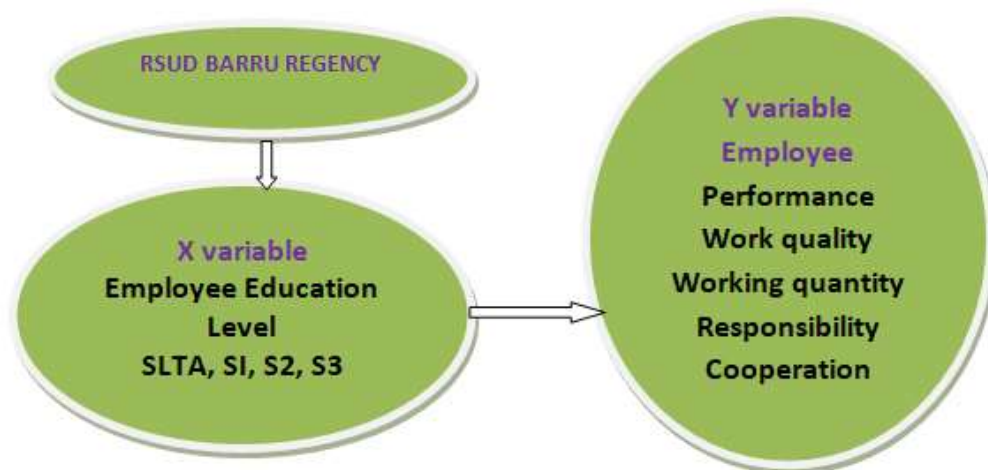 RSUD BARRU REGENCY
X variable
Employee Education
Level
SLTA, SI, S2, S3
Y variable
Employee
Performance
Work quality
Working quantity
Responsibility
Cooperation